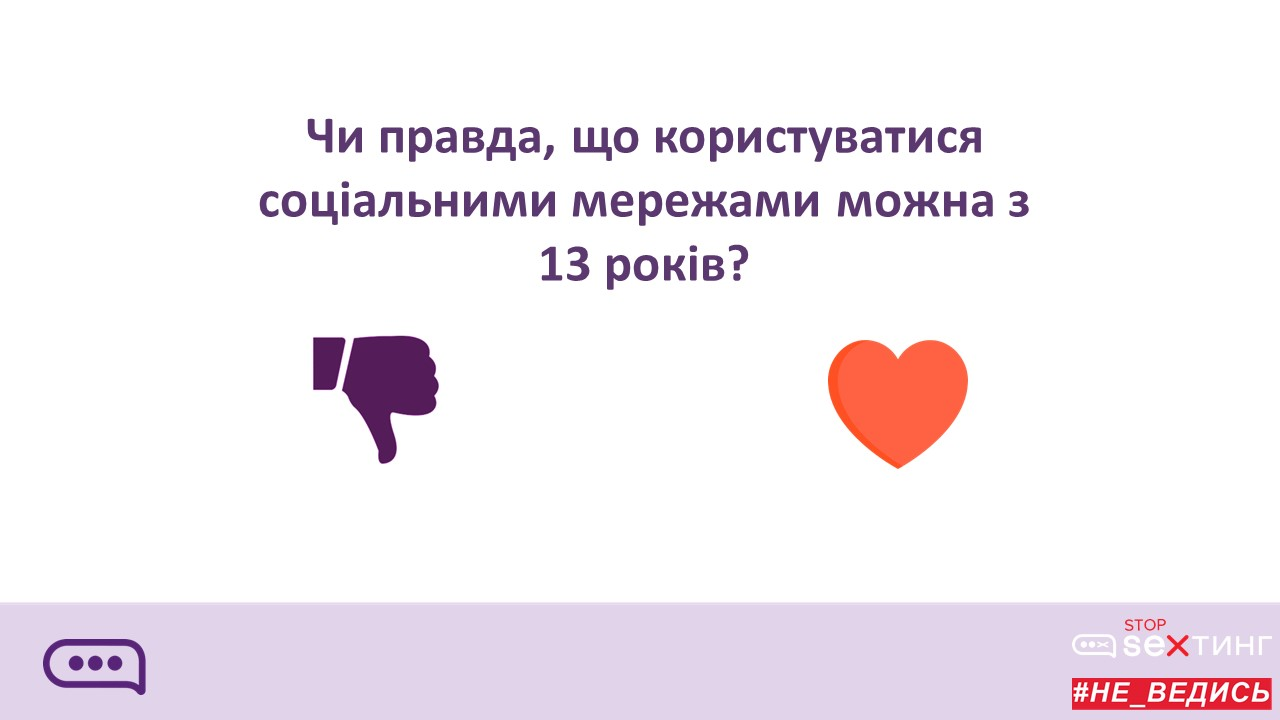 Чи правда, що користуватися
соціальними мережами можна з
13 років?
STOP
sexтинг
#НЕ_ВЕДИСЬ